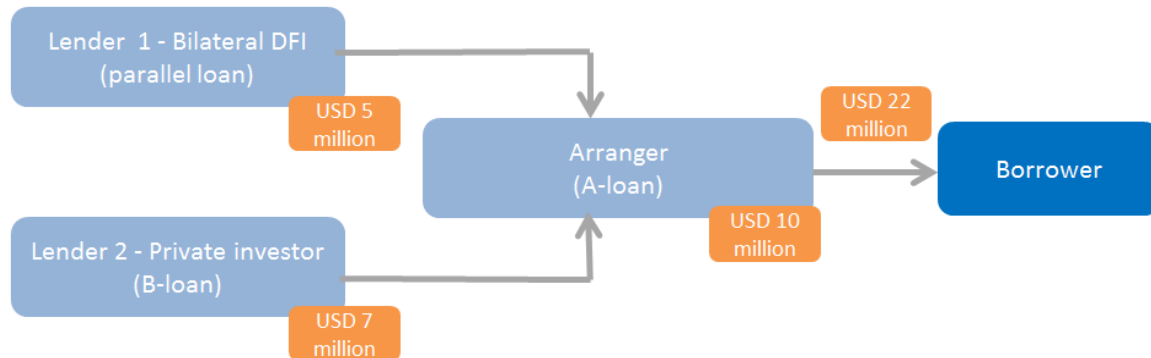 Lender 1 - Bilateral DFI
(parallel loan)
USD 5
million
USD 22
million
Arranger
(A-loan)
Borrower
USD 10
million
Lender 2 - Private investor
(B-loan)
USD 7
million